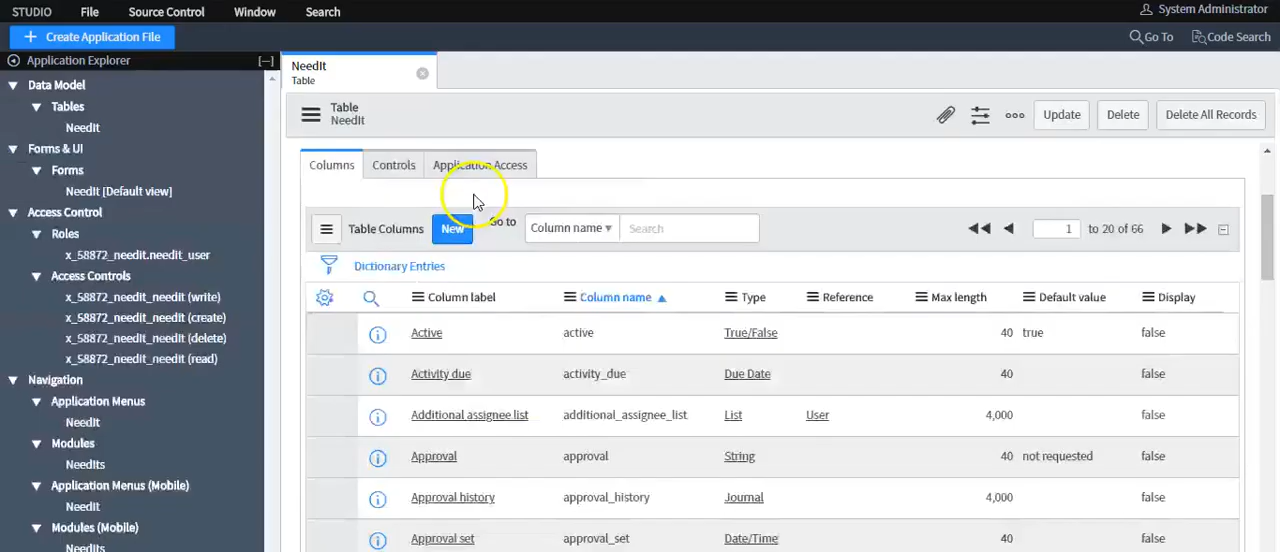 STUDIO File Source Control Window Search System Administrator
+ Create Application File Go To Code Search
Application Explorer [—]
Data Model
Tables
NeedIt
Forms & UI
Forms
NeedIt [Default view]
Access Control
Roles
x_58872_needit.needit_user
Access Controls
x_58872_needit_needit (write)
x_58872_needit_needit (create)
x_58872_needit_needit (delete)
x_58872_needit_needit (read)
Navigation
Application Menus
NeedIt
Modules
NeedIts
Application Menus (Mobile)
NeedIt
Modules (Mobile)
NeedIts
NeedIt
Table
Table
NeedIt
Update Delete Delete All Records
Columns Controls Application Access
Table Columns New Go to Column name Search 1 to 20 of 66
Dictionary Entries
Column label Column name Type Reference Max length Default value Display
Active active True/False 40 true false
Activity due activity_due Due Date 40 false
Additional assignee list additional_assignee_list List User 4,000 false
Approval approval String 40 not requested false
Approval history approval_history Journal 4,000 false
Approval set approval_set Date/Time 40 false